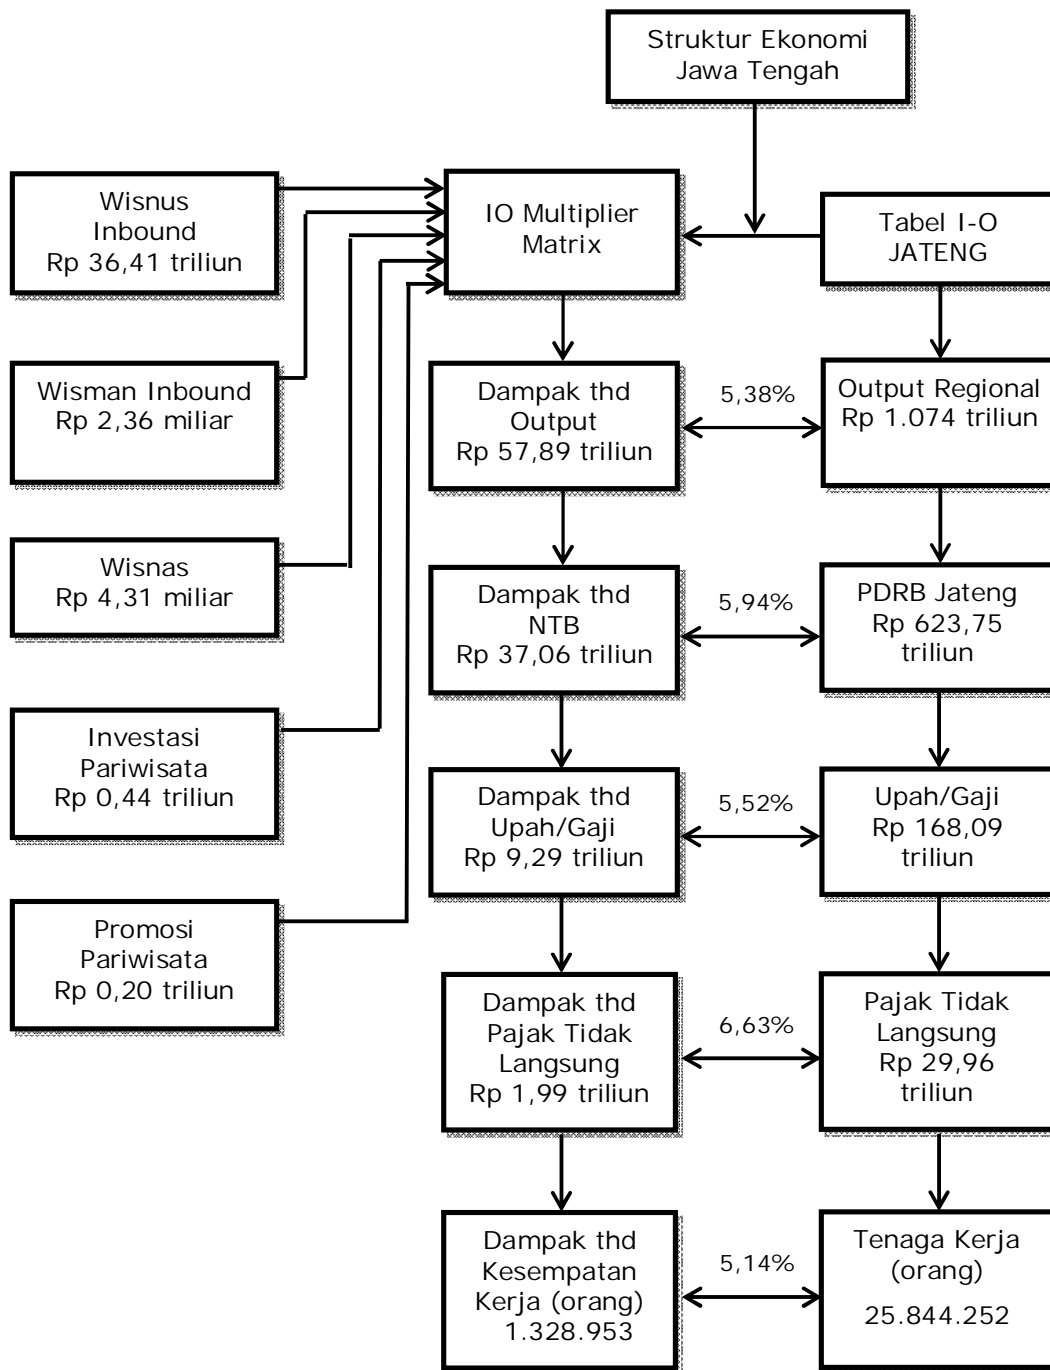 Struktur Ekonomi
Jawa Tengah
Wisnus
Inbound
Rp 36,41 triliun
IO Multiplier
Matrix
Tabel I-O
JATENG
Wisman Inbound
Rp 2,36 miliar
Dampak thd
Output
Rp 57,89 triliun
5,38%
Output Regional
Rp 1.074 triliun
Wisnas
Rp 4,31 miliar
Dampak thd
NTB
Rp 37,06 triliun
5,94%
PDRB Jateng
Rp 623,75
triliun
Investasi
Pariwisata
Rp 0,44 triliun
Dampak thd
Upah/Gaji
Rp 9,29 triliun
5,52%
Upah/Gaji
Rp 168,09
triliun
Promosi
Pariwisata
Rp 0,20 triliun
Dampak thd
Pajak Tidak
Langsung
Rp 1,99 triliun
6,63%
Pajak Tidak
Langsung
Rp 29,96
triliun
Dampak thd
Kesempatan
Kerja (orang)
1.328.953
5,14%
Tenaga Kerja
(orang)
25.844.252